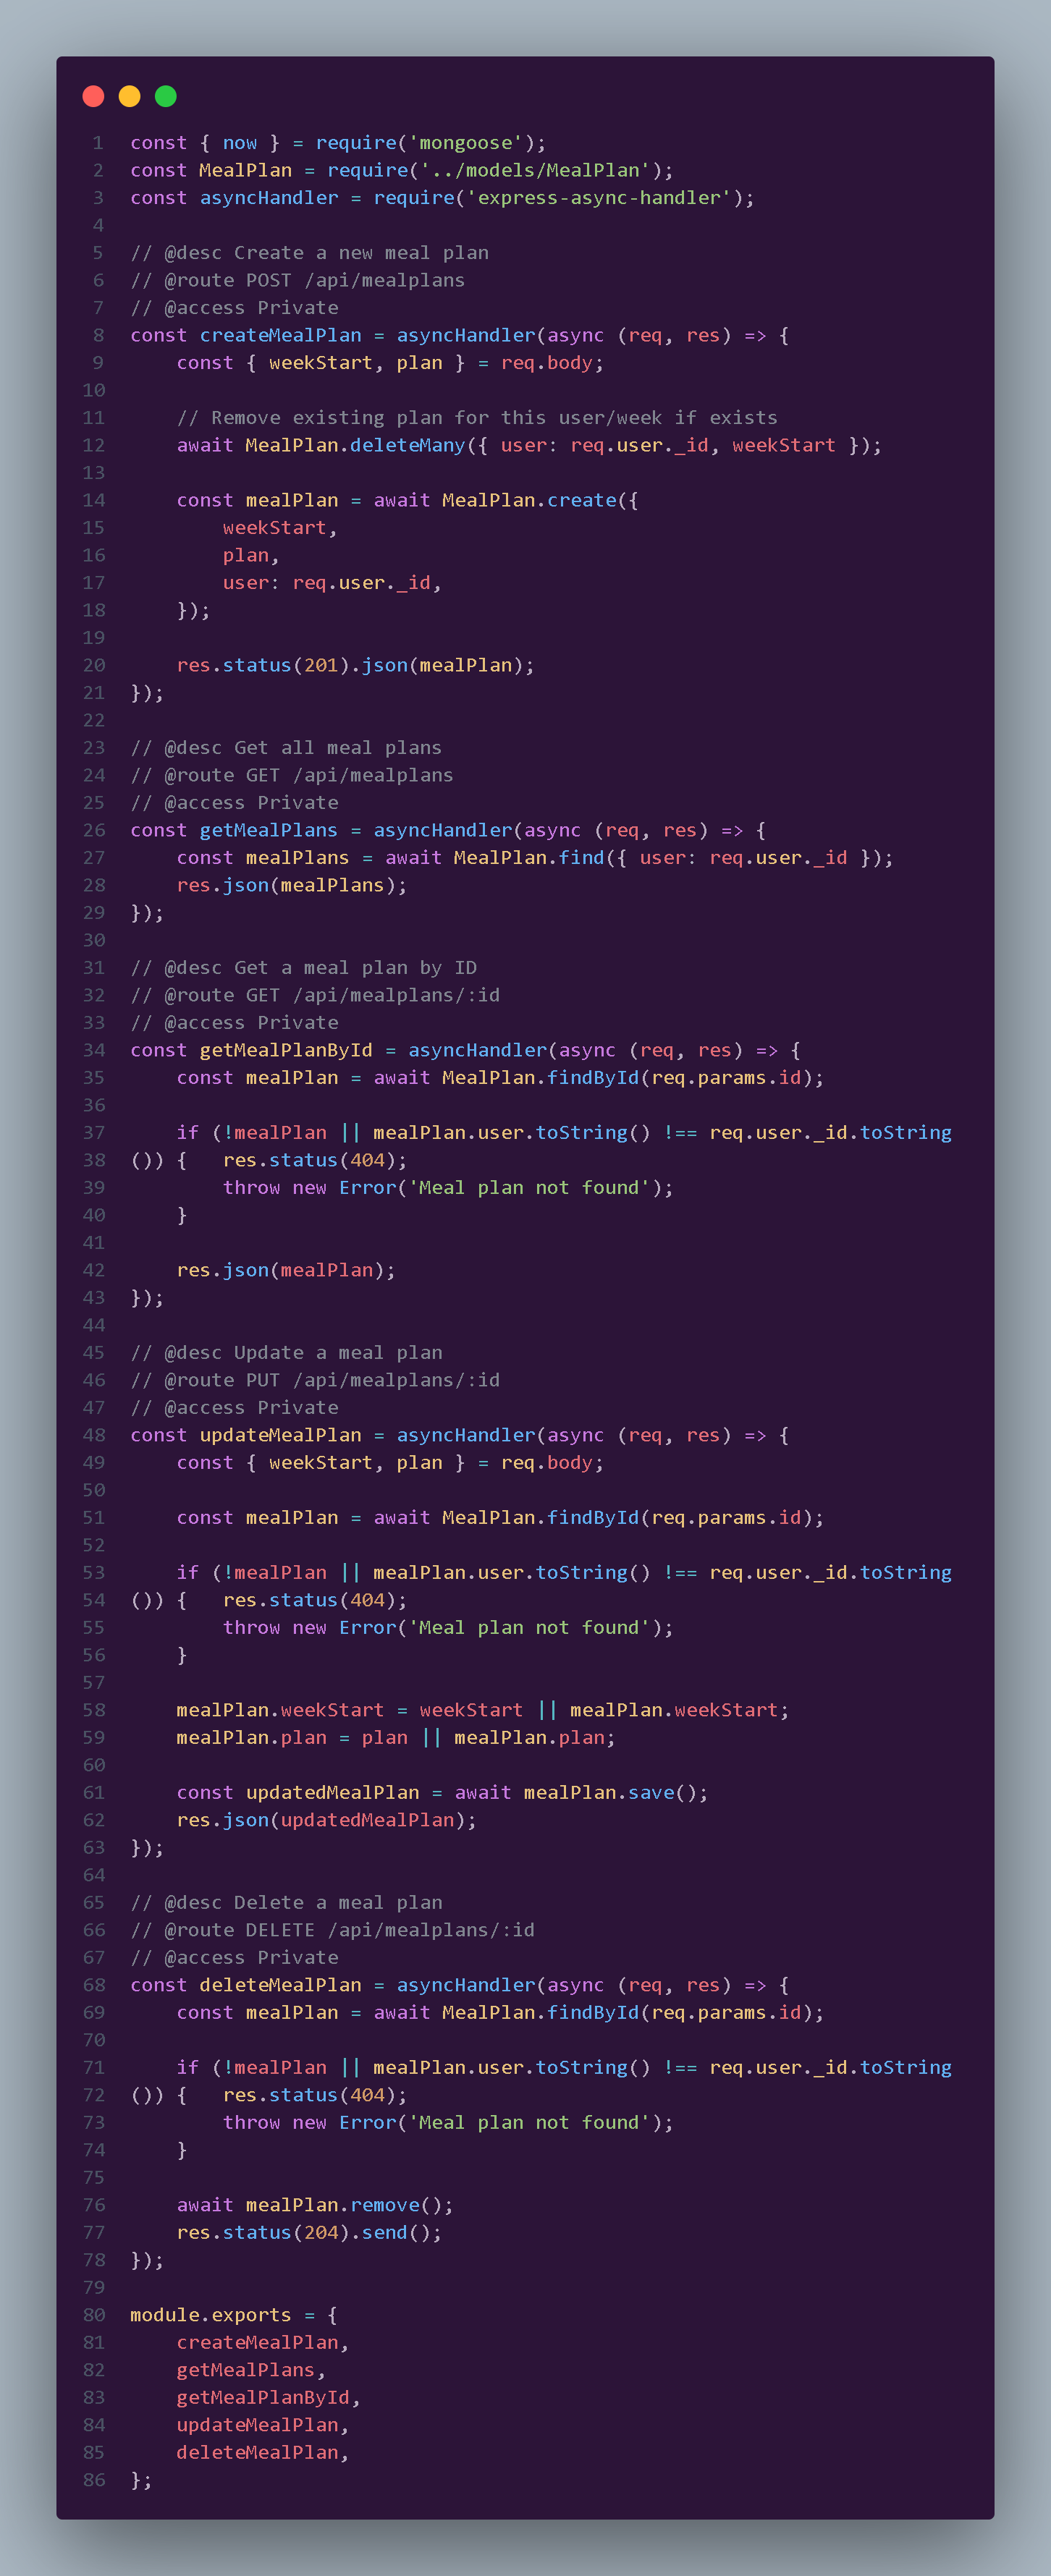 1 const { now } = require('mongoose');
2 const MealPlan = require('../models/MealPlan');
3 const asyncHandler = require('express-async-handler');
4
5 // @desc Create a new meal plan
6 // @route POST /api/mealplans
7 // @access Private
8 const createMealPlan = asyncHandler(async (req, res) => {
9     const { weekStart, plan } = req.body;
10
11     // Remove existing plan for this user/week if exists
12     await MealPlan.deleteMany({ user: req.user._id, weekStart });
13
14     const mealPlan = await MealPlan.create({
15         weekStart,
16         plan,
17         user: req.user._id,
18     });
19
20     res.status(201).json(mealPlan);
21 });
22
23 // @desc Get all meal plans
24 // @route GET /api/mealplans
25 // @access Private
26 const getMealPlans = asyncHandler(async (req, res) => {
27     const mealPlans = await MealPlan.find({ user: req.user._id });
28     res.json(mealPlans);
29 });
30
31 // @desc Get a meal plan by ID
32 // @route GET /api/mealplans/:id
33 // @access Private
34 const getMealPlanById = asyncHandler(async (req, res) => {
35     const mealPlan = await MealPlan.findById(req.params.id);
36
37     if (!mealPlan || mealPlan.user.toString() !== req.user._id.toString
38 ()) {   res.status(404);
39         throw new Error('Meal plan not found');
40     }
41
42     res.json(mealPlan);
43 });
44
45 // @desc Update a meal plan
46 // @route PUT /api/mealplans/:id
47 // @access Private
48 const updateMealPlan = asyncHandler(async (req, res) => {
49     const { weekStart, plan } = req.body;
50
51     const mealPlan = await MealPlan.findById(req.params.id);
52
53     if (!mealPlan || mealPlan.user.toString() !== req.user._id.toString
54 ()) {   res.status(404);
55         throw new Error('Meal plan not found');
56     }
57
58     mealPlan.weekStart = weekStart || mealPlan.weekStart;
59     mealPlan.plan = plan || mealPlan.plan;
60
61     const updatedMealPlan = await mealPlan.save();
62     res.json(updatedMealPlan);
63 });
64
65 // @desc Delete a meal plan
66 // @route DELETE /api/mealplans/:id
67 // @access Private
68 const deleteMealPlan = asyncHandler(async (req, res) => {
69     const mealPlan = await MealPlan.findById(req.params.id);
70
71     if (!mealPlan || mealPlan.user.toString() !== req.user._id.toString
72 ()) {   res.status(404);
73         throw new Error('Meal plan not found');
74     }
75
76     await mealPlan.remove();
77     res.status(204).send();
78 });
79
80 module.exports = {
81     createMealPlan,
82     getMealPlans,
83     getMealPlanById,
84     updateMealPlan,
85     deleteMealPlan,
86 };